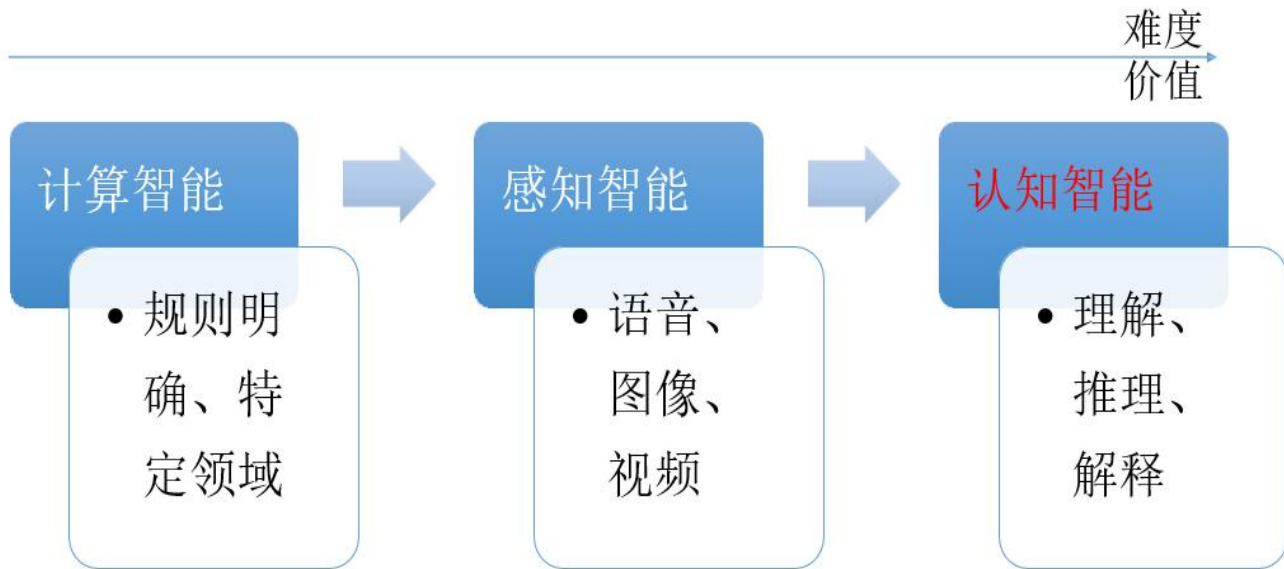 难度
价值
计算智能
感知智能
认知智能
• 规则明
确、特
定领域
• 语音、
图像、
视频
• 理解、
推理、
解释